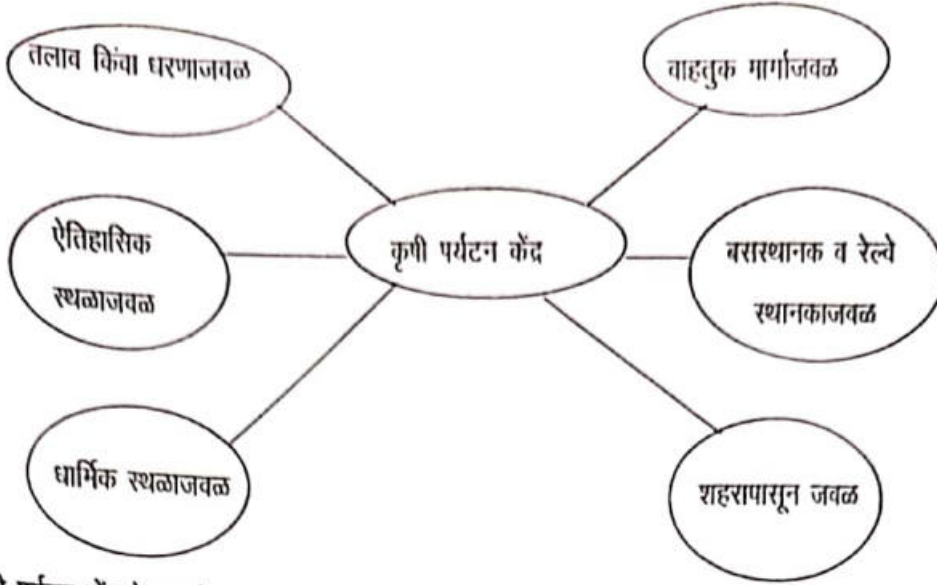 तलाव किंवा धरणाजवळ
वाहतुक मार्गाजवळ
ऐतिहासिक
स्थळाजवळ
कृषी पर्यटन केंद्र
बसस्थानक व रेल्वे
स्थानकाजवळ
धार्मिक स्थळाजवळ
शहरापासून जवळ